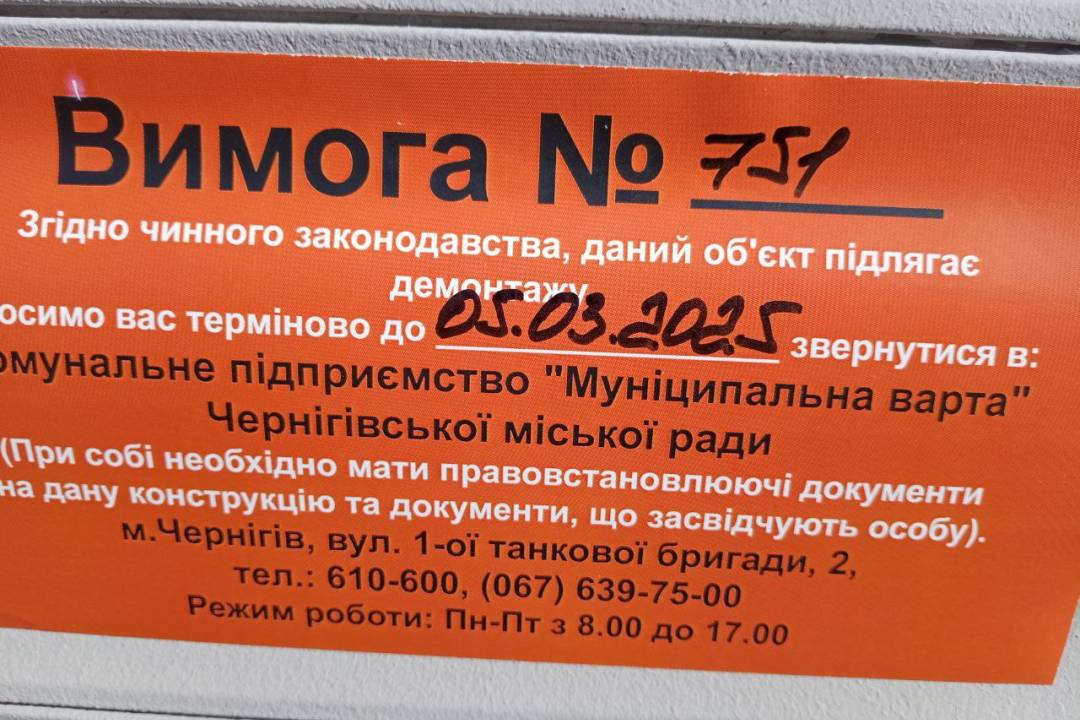 Вимога № 751
Згідно чинного законодавства, даний об'єкт підлягає
демонтажу
осимо вас терміново до 05.03.2025 звернутися в:
омунальне підприємство "Муніципальна варта"
Чернігівської міської ради
(При собі необхідно мати правовстановлюючі документи
на дану конструкцію та документи, що засвідчують особу).
м.Чернігів, вул. 1-ої танкової бригади, 2,
тел.: 610-600, (067) 639-75-00
Режим роботи: Пн-Пт з 8.00 до 17.00